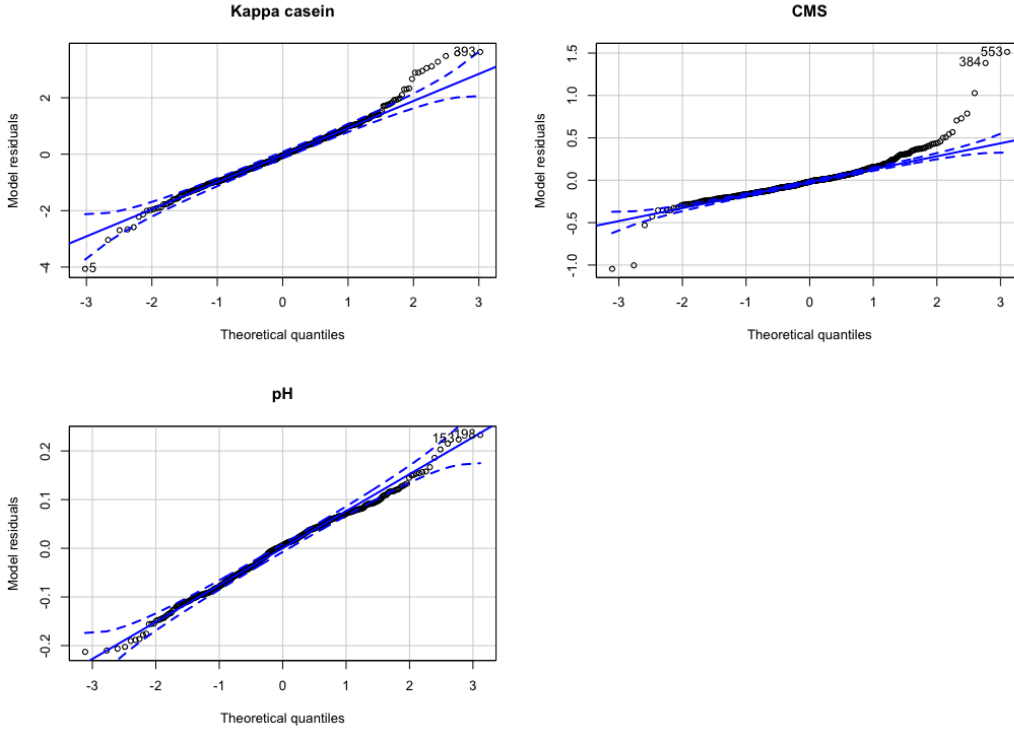 Kappa casein
Model residuals
2
0
-2
-4
393
5
-3 -2 -1 0 1 2 3
Theoretical quantiles
CMS
Model residuals
1.5
1.0
0.5
0.0
-0.5
-1.0
553
384
-3 -2 -1 0 1 2 3
Theoretical quantiles
pH
Model residuals
0.2
0.1
0.0
-0.1
-0.2
153
198
-3 -2 -1 0 1 2 3
Theoretical quantiles